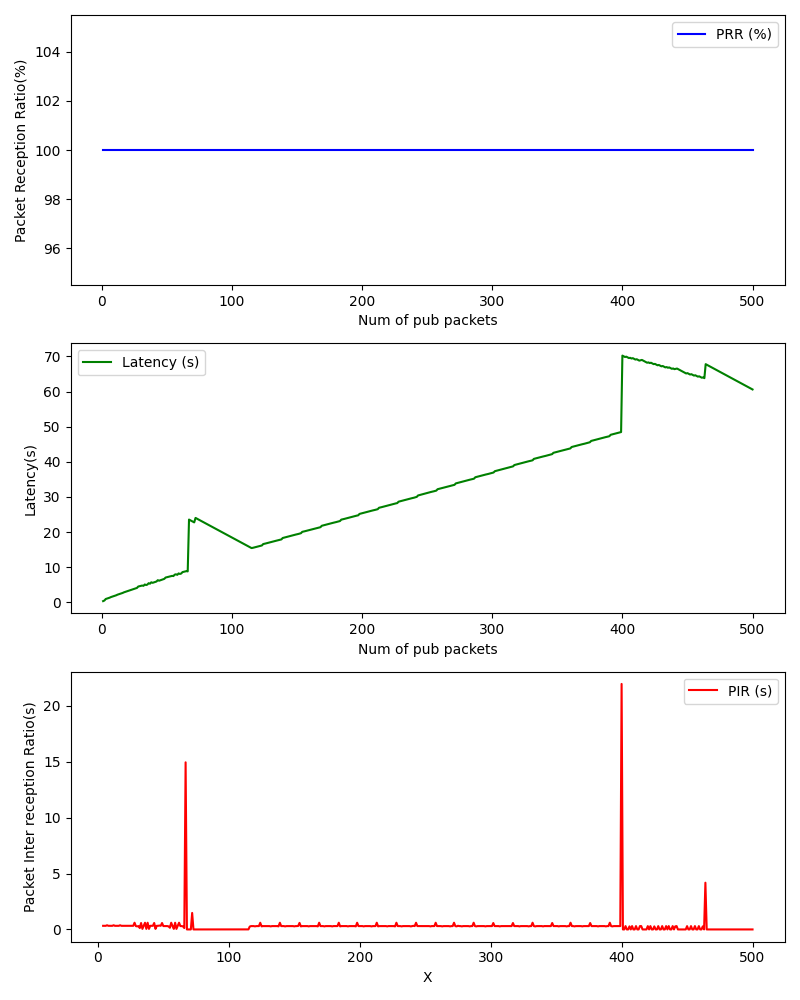 PRR (%)
104
102
100
98
96
Packet Reception Ratio(%)
0 100 200 300 400 500
Num of pub packets
Latency (s)
70
60
50
40
30
20
10
0
Latency(s)
0 100 200 300 400 500
Num of pub packets
PIR (s)
20
15
10
5
0
Packet Inter reception Ratio(s)
0 100 200 300 400 500
X